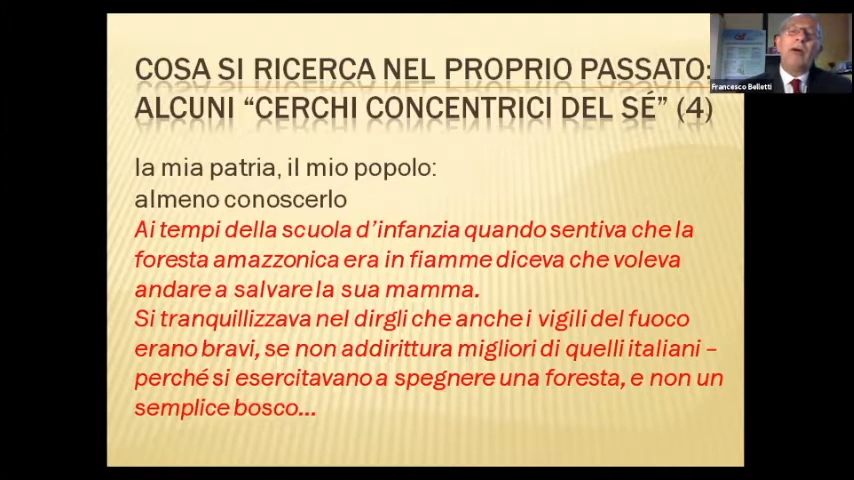 COSA SI RICERCA NEL PROPRIO PASSATO:
ALCUNI “CERCHI CONCENTRICI DEL SÉ” (4)
Francesco Belletti
la mia patria, il mio popolo:
almeno conoscerlo
Ai tempi della scuola d’infanzia quando sentiva che la
foresta amazzonica era in fiamme diceva che voleva
andare a salvare la sua mamma.
Si tranquillizzava nel dirgli che anche i vigili del fuoco
erano bravi, se non addirittura migliori di quelli italiani –
perché si esercitavano a spegnere una foresta, e non un
semplice bosco...